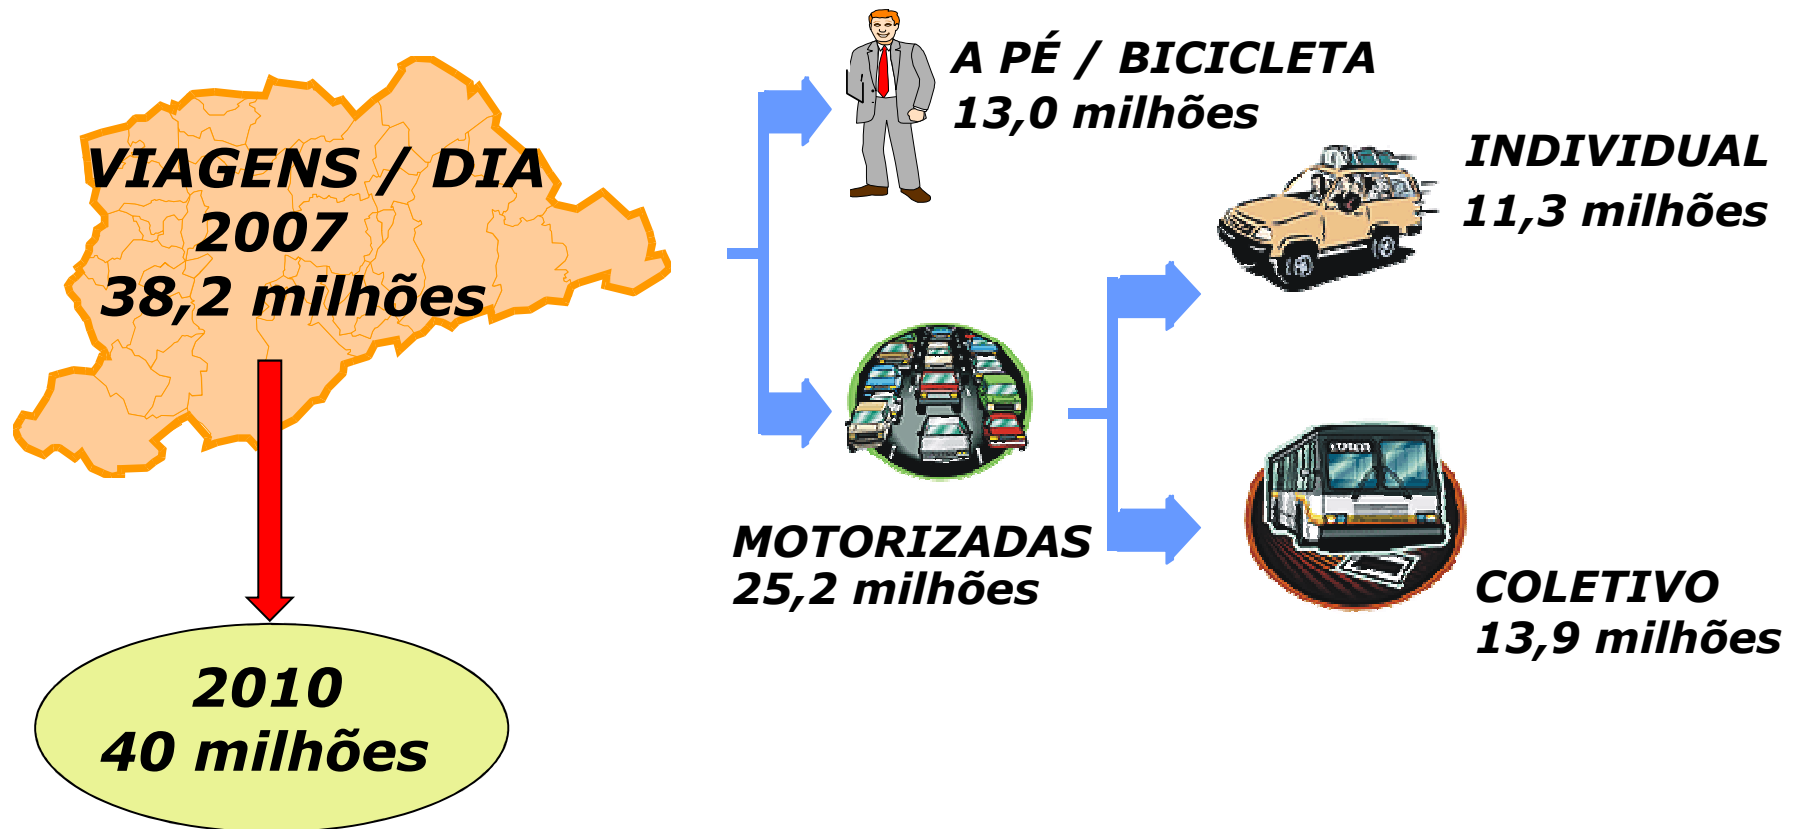 VIAGENS / DIA
2007
38,2 milhões
2010
40 milhões
A PÉ / BICICLETA
13,0 milhões
MOTORIZADAS
25,2 milhões
INDIVIDUAL
11,3 milhões
COLETIVO
13,9 milhões